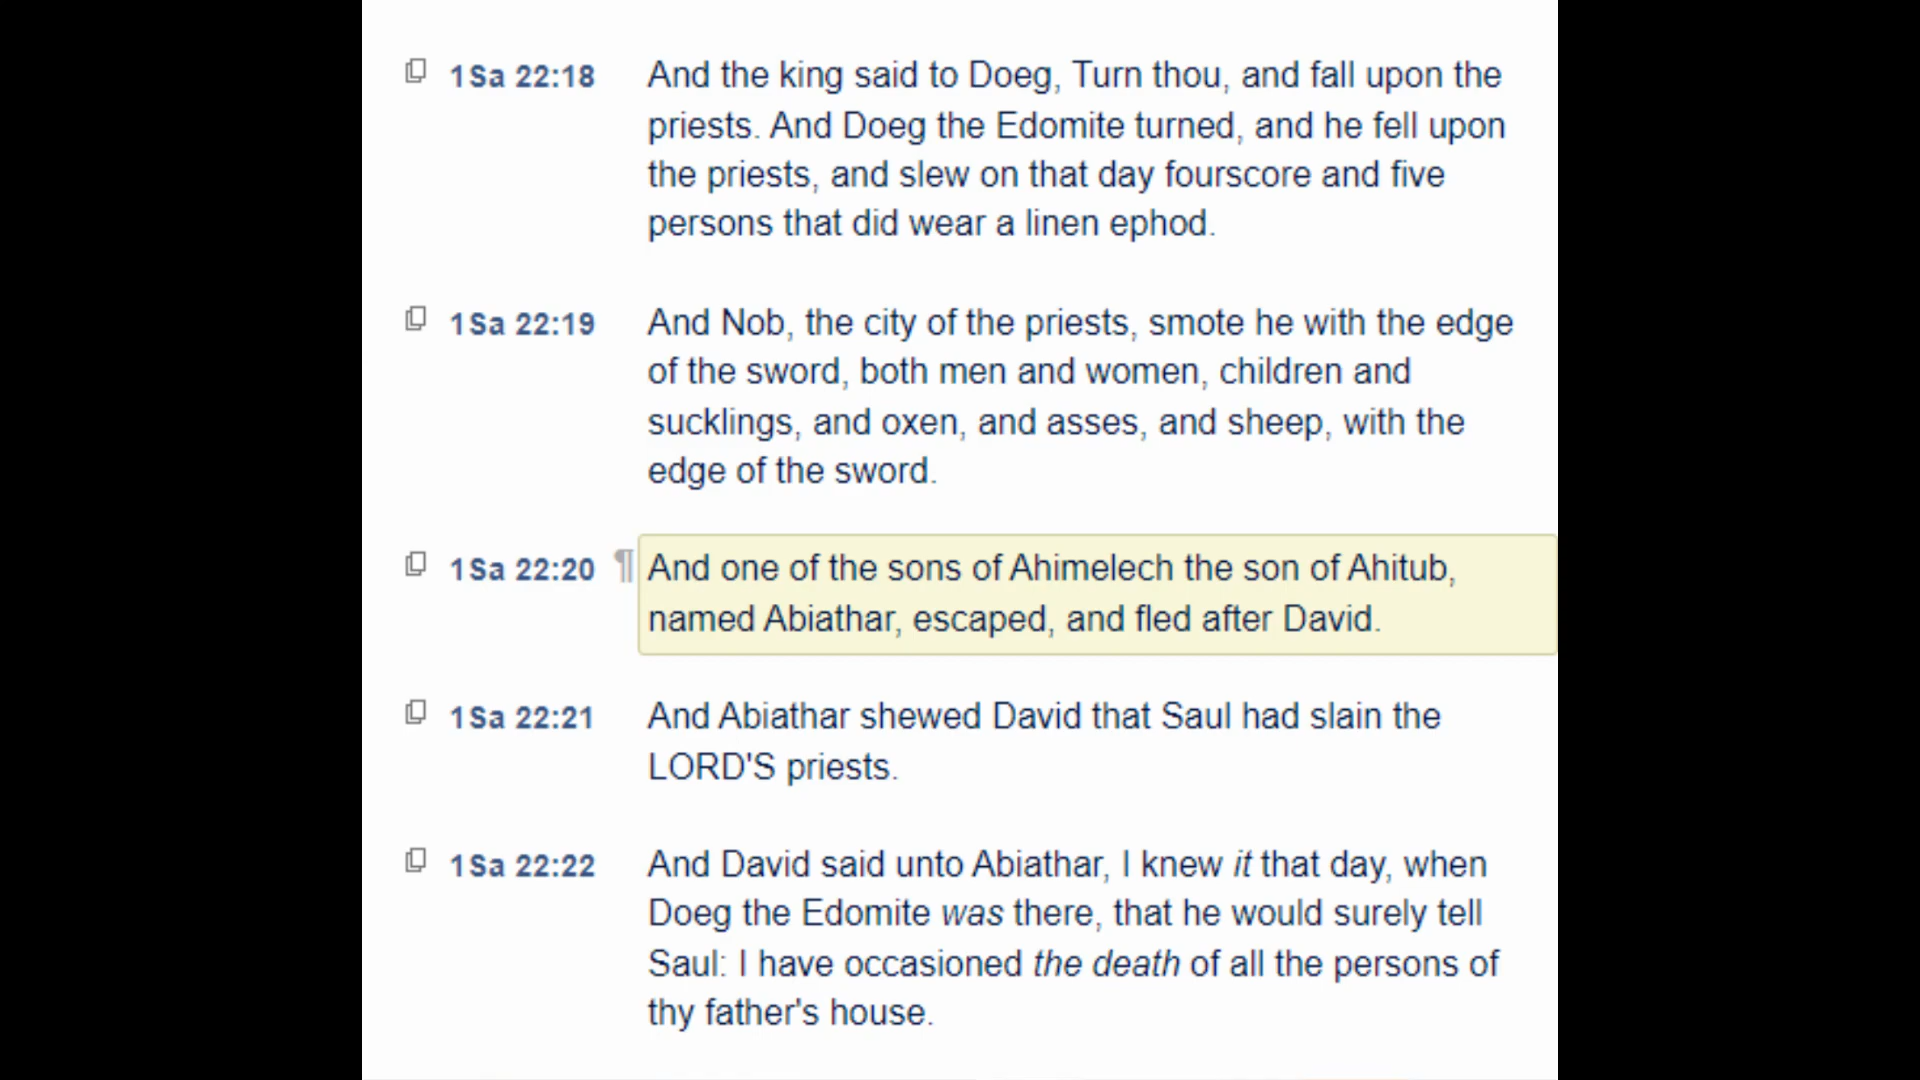 1Sa 22:18 And the king said to Doeg, Turn thou, and fall upon the
priests. And Doeg the Edomite turned, and he fell upon
the priests, and slew on that day fourscore and five
persons that did wear a linen ephod.
1Sa 22:19 And Nob, the city of the priests, smote he with the edge
of the sword, both men and women, children and
sucklings, and oxen, and asses, and sheep, with the
edge of the sword.
1Sa 22:20 ¶ And one of the sons of Ahimelech the son of Ahitub,
named Abiathar, escaped, and fled after David.
1Sa 22:21 And Abiathar shewed David that Saul had slain the
LORD'S priests.
1Sa 22:22 And David said unto Abiathar, I knew it that day, when
Doeg the Edomite was there, that he would surely tell
Saul: I have occasioned the death of all the persons of
thy father's house.